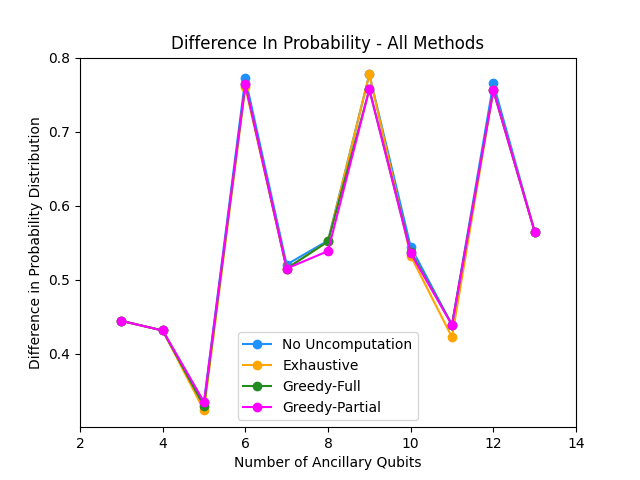 Difference In Probability - All Methods
Difference in Probability Distribution
0.8
0.7
0.6
0.5
0.4
No Uncomputation
Exhaustive
Greedy-Full
Greedy-Partial
2 4 6 8 10 12 14
Number of Ancillary Qubits